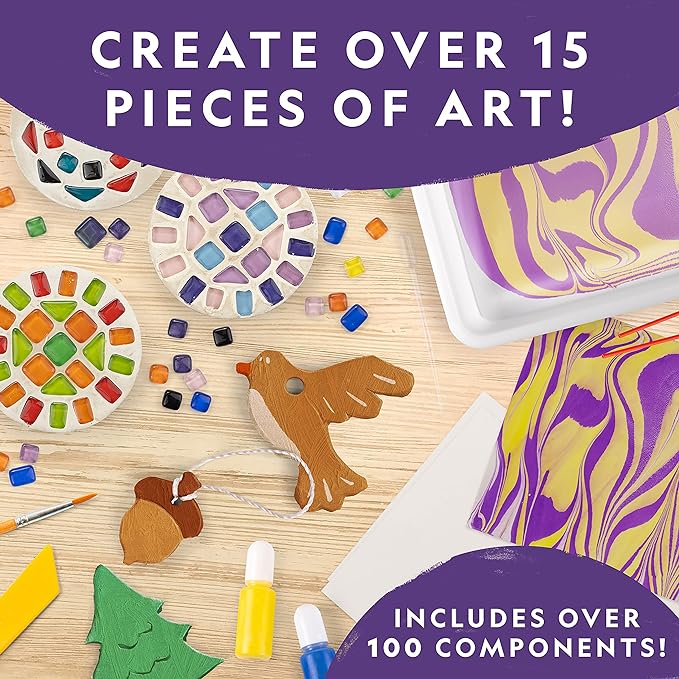 CREATE OVER 15
PIECES OF ART!
INCLUDES OVER
100 COMPONENTS!